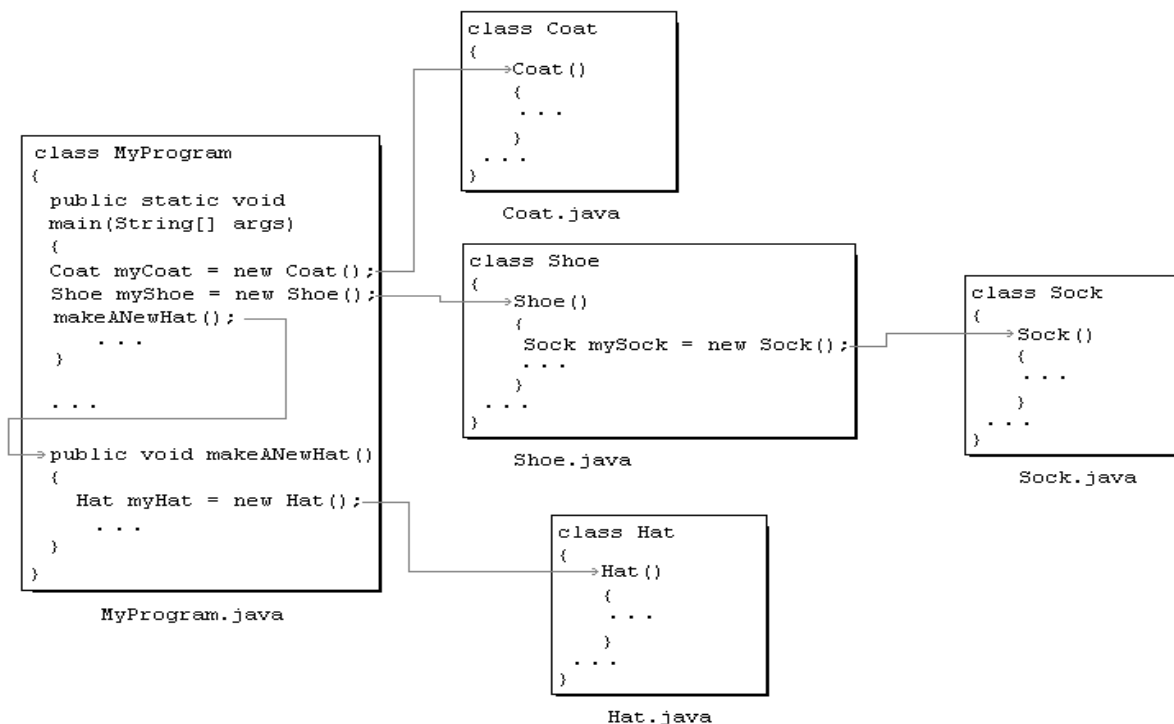 class MyProgram
{
public static void
main(String[] args)
{
Coat myCoat = new Coat();
Shoe myShoe = new Shoe();
makeANewHat();
...
}
...
public void makeANewHat()
{
Hat myHat = new Hat();
...
}
}
MyProgram.java
class Coat
{
Coat()
{
...
}
...
}
Coat.java
class Shoe
{
Shoe()
{
Sock mySock = new Sock();
...
}
...
}
Shoe.java
class Sock
{
Sock()
{
...
}
...
}
Sock.java
class Hat
{
Hat()
{
...
}
...
}
Hat.java